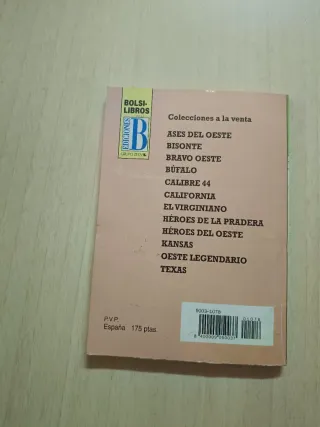 BOLSI-
LIBROS
EDICIONES
B
Colecciones a la venta
ASES DEL OESTE
BISONTE
BRAVO OESTE
BÚFALO
CALIBRE 44
CALIFORNIA
EL VIRGINIANO
HÉROES DE LA PRADERA
HÉROES DEL OESTE
KANSAS
OESTE LEGENDARIO
TEXAS
P.V.P.
España 175 ptas.